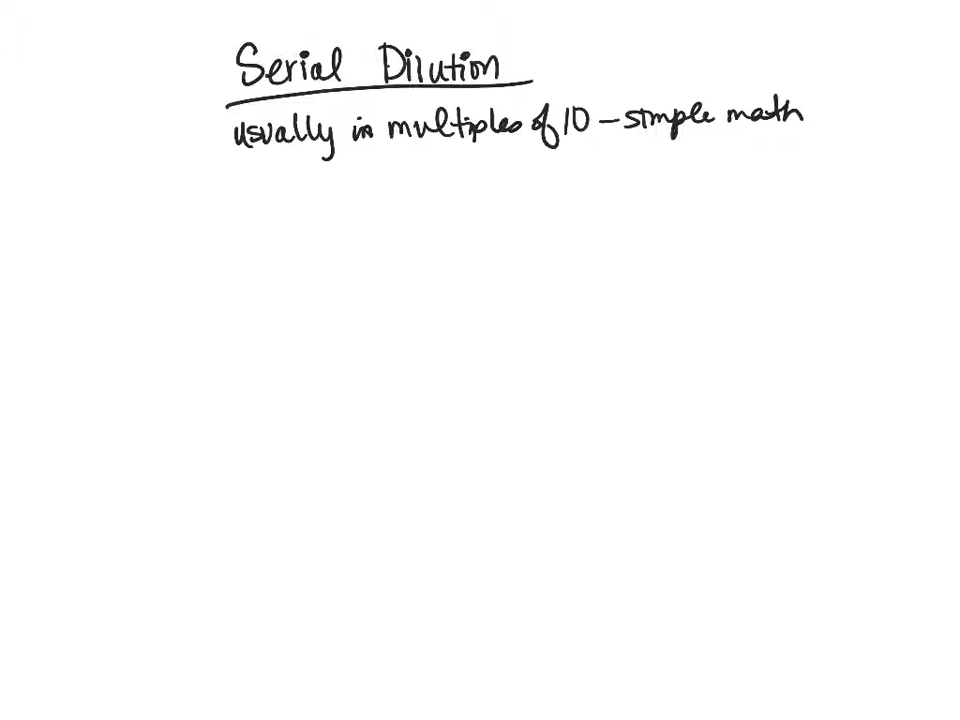 Serial Dilution
usually in multiples of 10 – simple math